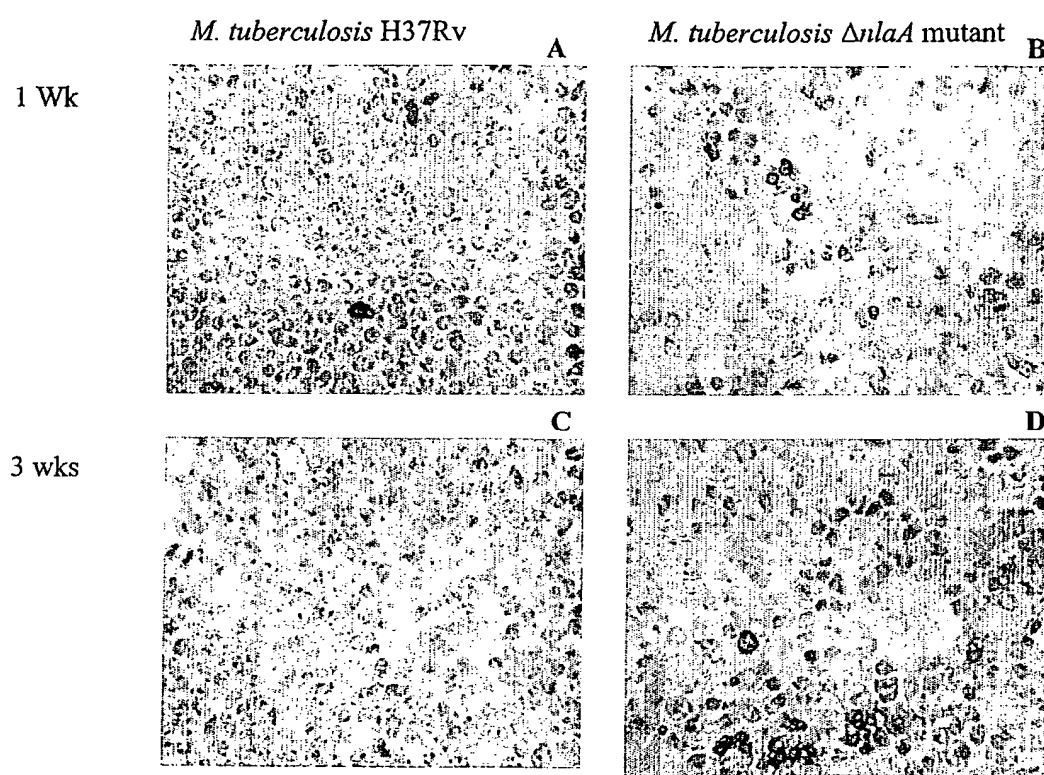 M. tuberculosis H37Rv
M. tuberculosis ΔnlaA mutant
A
B
1 Wk
C
D
3 wks